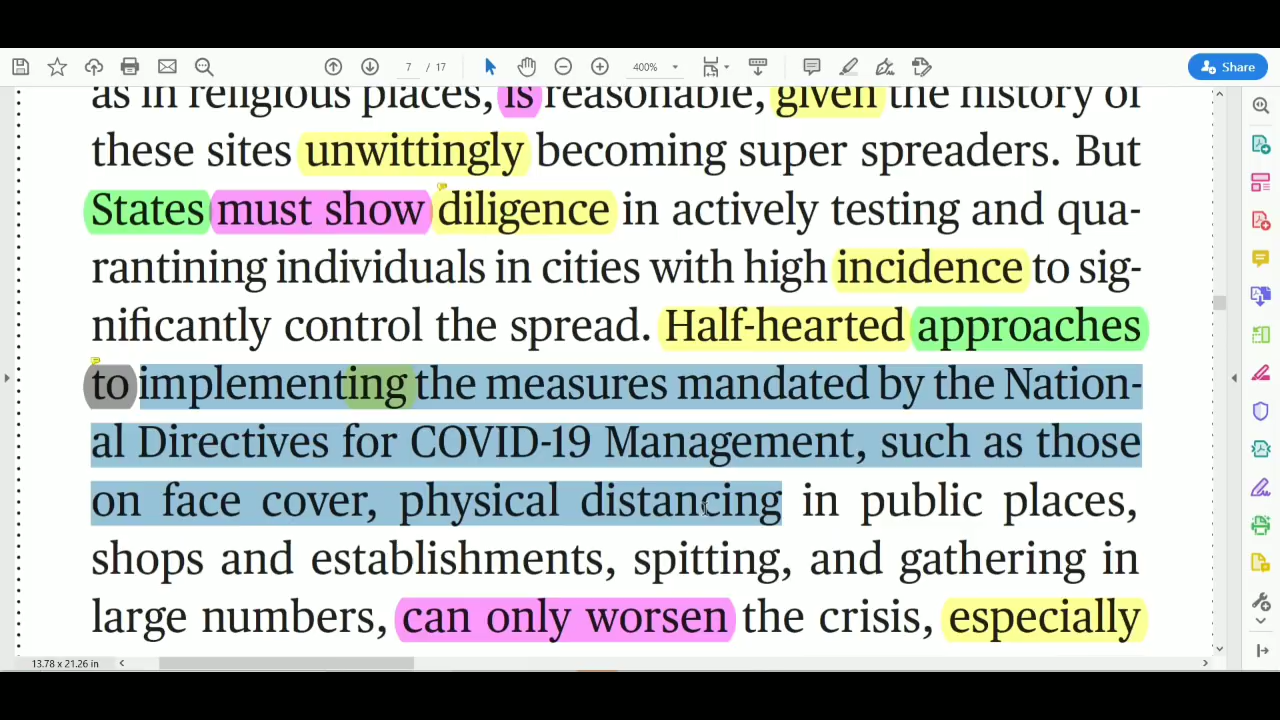 7 / 17
400%
Share
as in religious places, is reasonable, given the history of
these sites unwittingly becoming super spreaders. But
States must show diligence in actively testing and qua-
rantining individuals in cities with high incidence to sig-
nificantly control the spread. Half-hearted approaches
to implementing the measures mandated by the Nation-
al Directives for COVID-19 Management, such as those
on face cover, physical distancing in public places,
shops and establishments, spitting, and gathering in
large numbers, can only worsen the crisis, especially
13.78 x 21.26 in